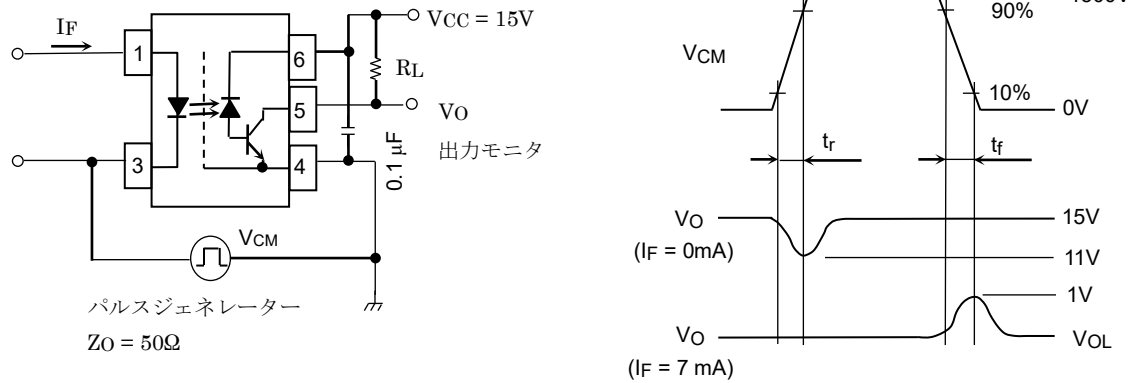 IF
1
3
6
5
4
VCC = 15V
RL
VO
出力モニタ
0.1 μF
VCM
パルスジェネレーター
ZO = 50Ω
90%
VCM
10%
0V
tr
tf
VO
15V
(IF = 0mA)
11V
1V
VO
VOL
(IF = 7 mA)